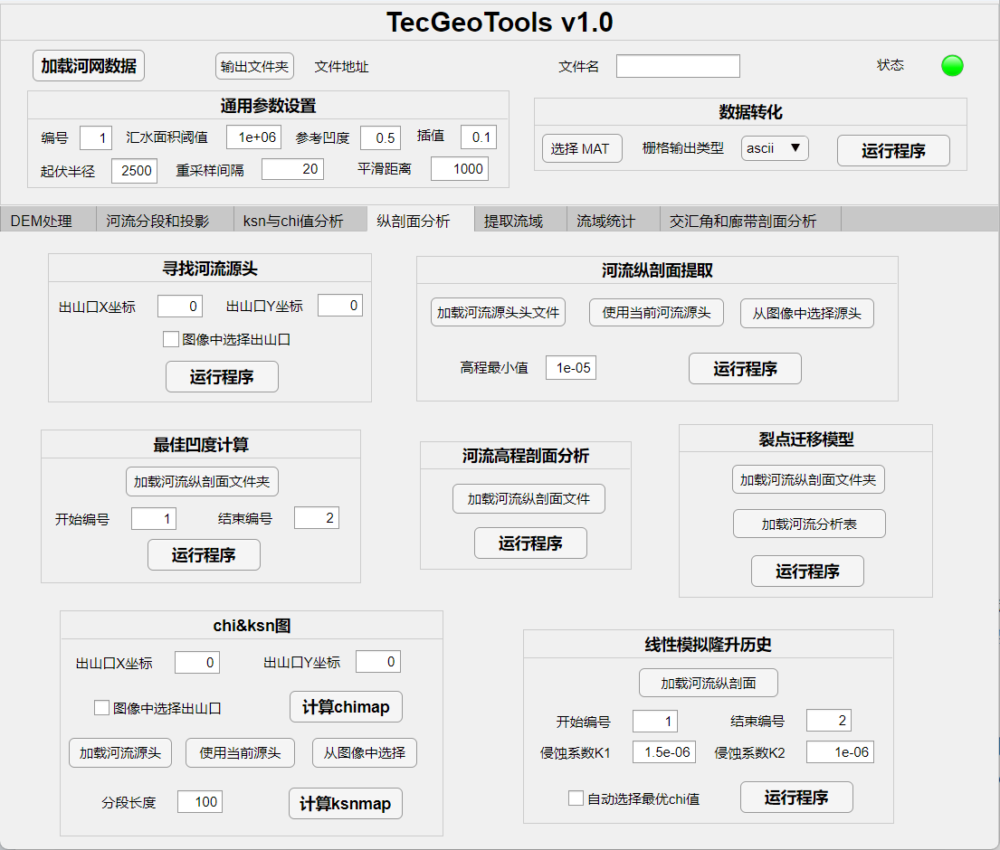 TecGeoTools v1.0
加载河网数据 输出文件夹 文件地址 文件名 状态
通用参数设置
编号 1 汇水面积阈值 1e+06 参考凹度 0.5 插值 0.1
起伏半径 2500 重采样间隔 20 平滑距离 1000
数据转化
选择 MAT 栅格输出类型 ascii ▼ 运行程序
DEM处理 河流分段和投影 ksn与chi值分析 纵剖面分析 提取流域 流域统计 交汇角和廊带剖面分析
寻找河流源头
出山口X坐标 0 出山口Y坐标 0
图像中选择出山口
运行程序
河流纵剖面提取
加载河流源头头文件 使用当前河流源头 从图像中选择源头
高程最小值 1e-05 运行程序
最佳凹度计算
加载河流纵剖面文件夹
开始编号 1 结束编号 2
运行程序
河流高程剖面分析
加载河流纵剖面文件
运行程序
裂点迁移模型
加载河流纵剖面文件夹
加载河流分析表
运行程序
chi&ksn图
出山口X坐标 0 出山口Y坐标 0
图像中选择出山口 计算chimap
加载河流源头 使用当前源头 从图像中选择
分段长度 100 计算ksnmap
线性模拟隆升历史
加载河流纵剖面
开始编号 1 结束编号 2
侵蚀系数K1 1.5e-06 侵蚀系数K2 1e-06
自动选择最优chi值 运行程序